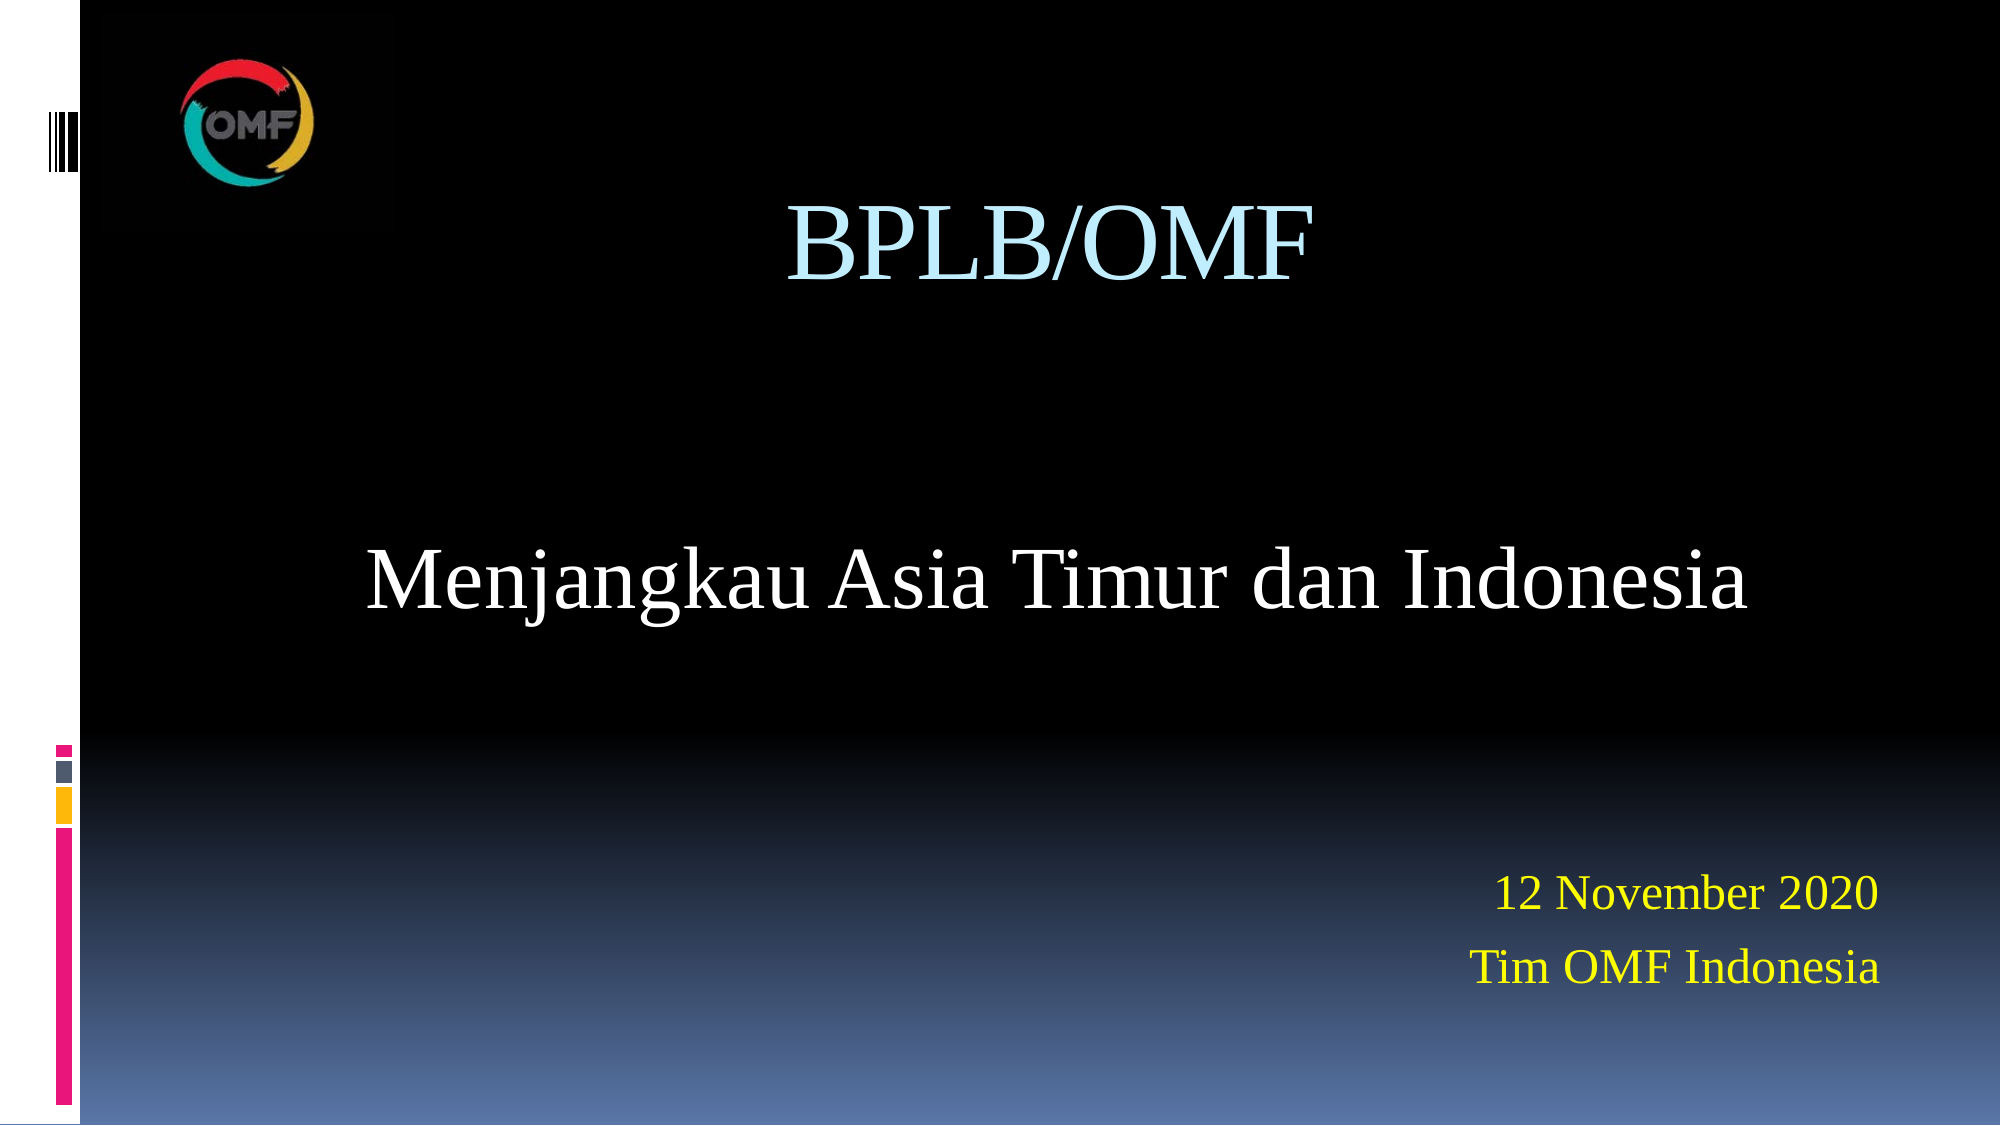 OMF
BPLB/OMF
Menjangkau Asia Timur dan Indonesia
12 November 2020
Tim OMF Indonesia